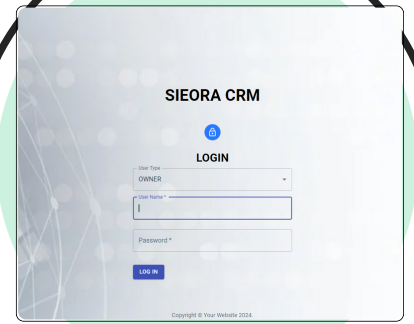 SIEORA CRM
LOGIN
User Type
OWNER
User Name *
Password *
LOG IN
Copyright © Your Website 2024.